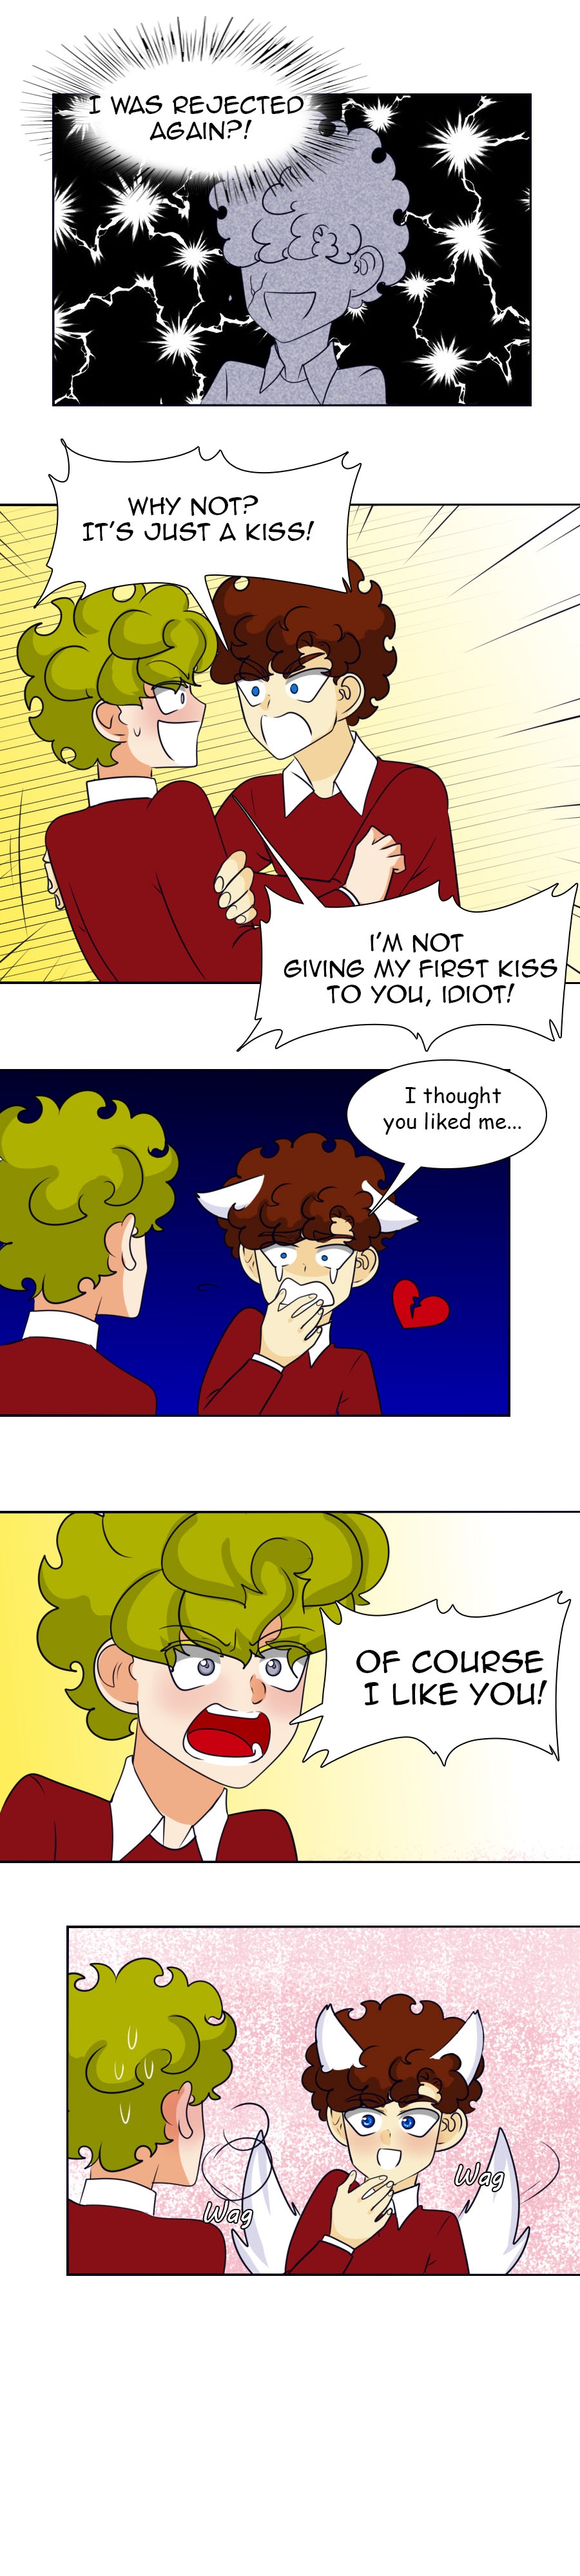 I WAS REJECTED
AGAIN?!
WHY NOT?
IT'S JUST A KISS!
I'M NOT
GIVING MY FIRST KISS
TO YOU, IDIOT!
I thought
you liked me...
OF COURSE
I LIKE YOU!
Wag
Wag